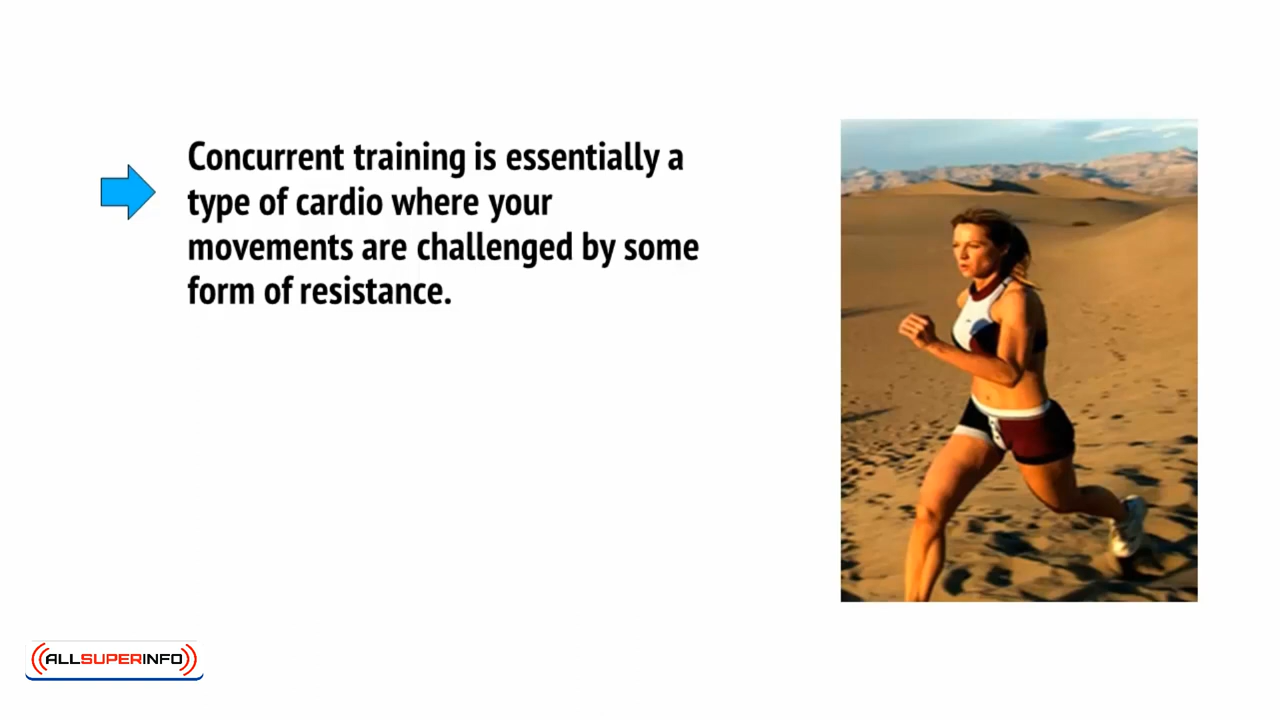 Concurrent training is essentially a
type of cardio where your
movements are challenged by some
form of resistance.
ALLSUPERINFO